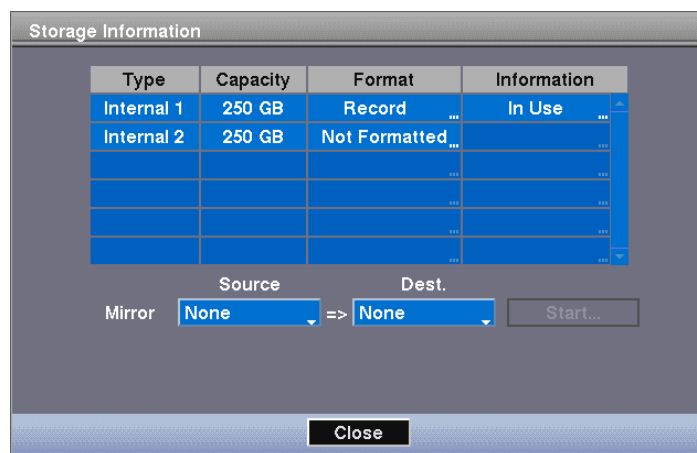 Storage Information
Type Capacity Format Information
Internal 1 250 GB Record ... In Use ...
Internal 2 250 GB Not Formatted... ...
... ...
... ...
... ...
... ...
Source Dest.
Mirror None => None Start...
Close